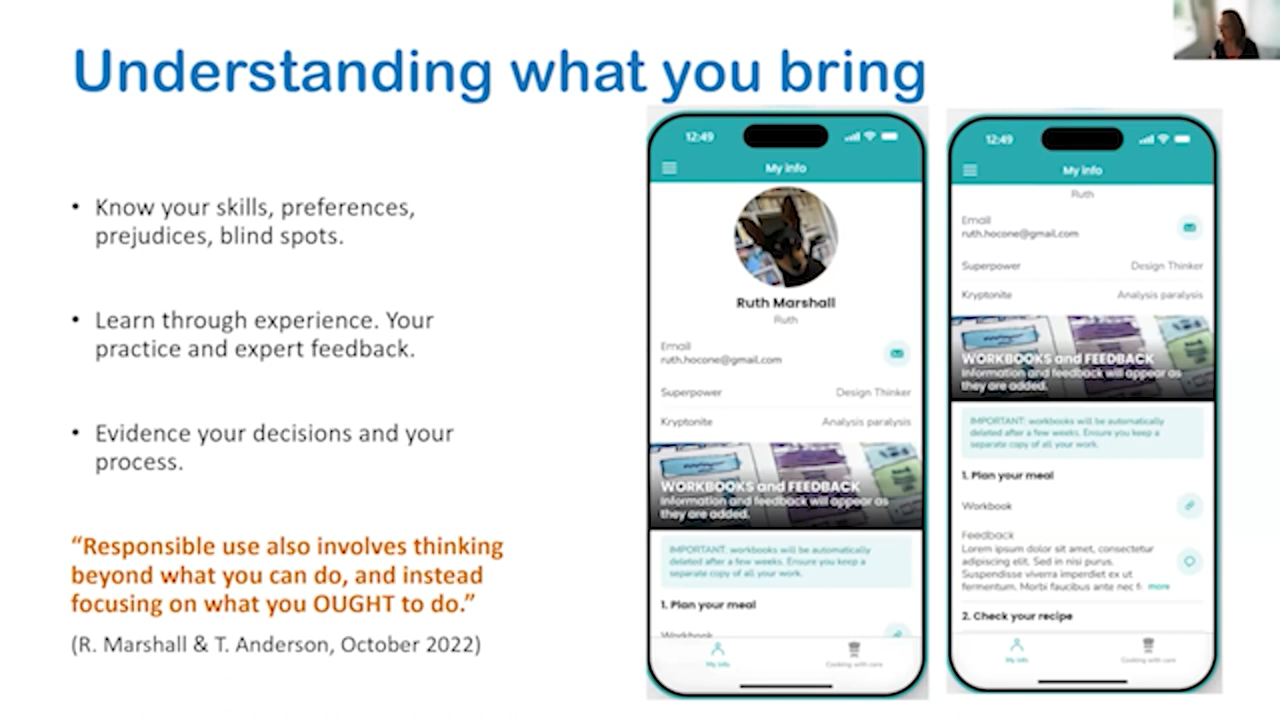 Understanding what you bring
• Know your skills, preferences,
prejudices, blind spots.
• Learn through experience. Your
practice and expert feedback.
• Evidence your decisions and your
process.
“Responsible use also involves thinking
beyond what you can do, and instead
focusing on what you OUGHT to do.”
(R. Marshall & T. Anderson, October 2022)
12:49
My info
Ruth Marshall
Ruth
Email
ruth.hocone@gmail.com
Superpower Design Thinker
Kryptonite Analysis paralysis
WORKBOOKS and FEEDBACK
Information and feedback will appear as
they are added.
IMPORTANT: workbooks will be automatically
deleted after a few weeks. Ensure you keep a
separate copy of all your work.
1. Plan your meal
Workbook
My info Cooking with care
12:49
My info
Ruth
Email
ruth.hocone@gmail.com
Superpower Design Thinker
Kryptonite Analysis paralysis
WORKBOOKS and FEEDBACK
Information and feedback will appear as
they are added.
IMPORTANT: workbooks will be automatically
deleted after a few weeks. Ensure you keep a
separate copy of all your work.
1. Plan your meal
Workbook
Feedback
Lorem ipsum dolor sit amet, consectetur
adipiscing elit. Sed in nisi purus.
Suspendisse viverra imperdiet ex ut
fermentum. Morbi faucibus ante nec f more
2. Check your recipe
My info Cooking with care